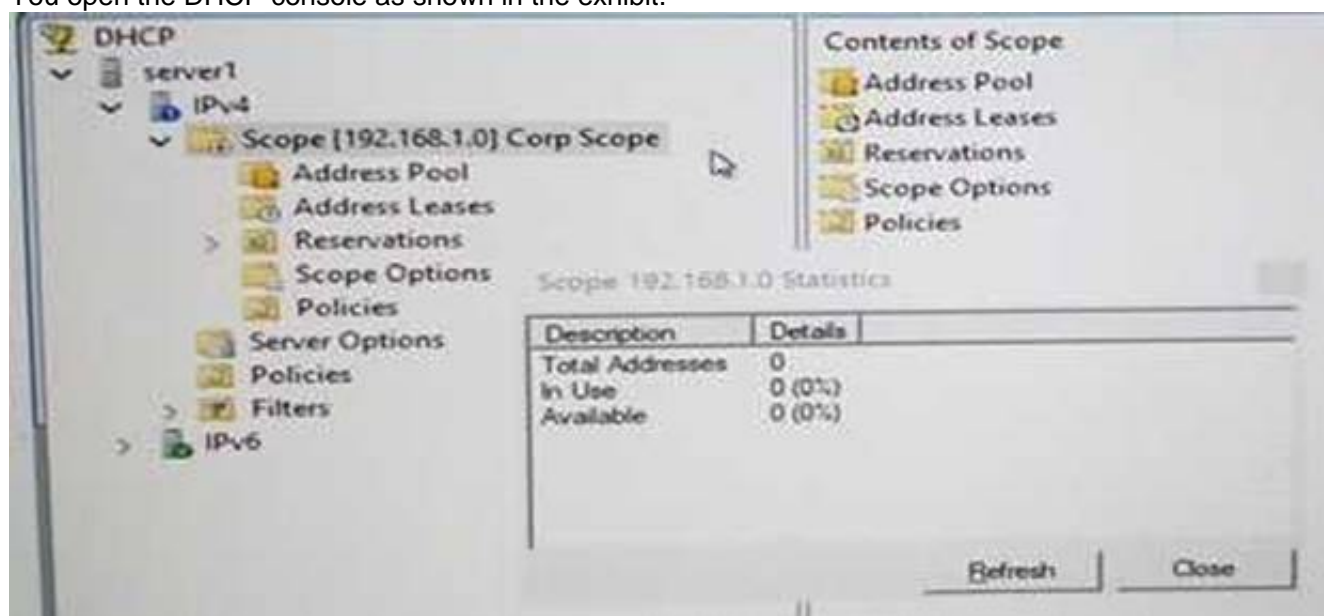 You open the DHCP console as shown in the exhibit.
DHCP
server1
IPv4
Scope [192.168.1.0] Corp Scope
Address Pool
Address Leases
Reservations
Scope Options
Policies
Server Options
Policies
Filters
IPv6
Contents of Scope
Address Pool
Address Leases
Reservations
Scope Options
Policies
Scope 192.168.1.0 Statistics
Description Details
Total Addresses 0
In Use 0 (0%)
Available 0 (0%)
Refresh Close